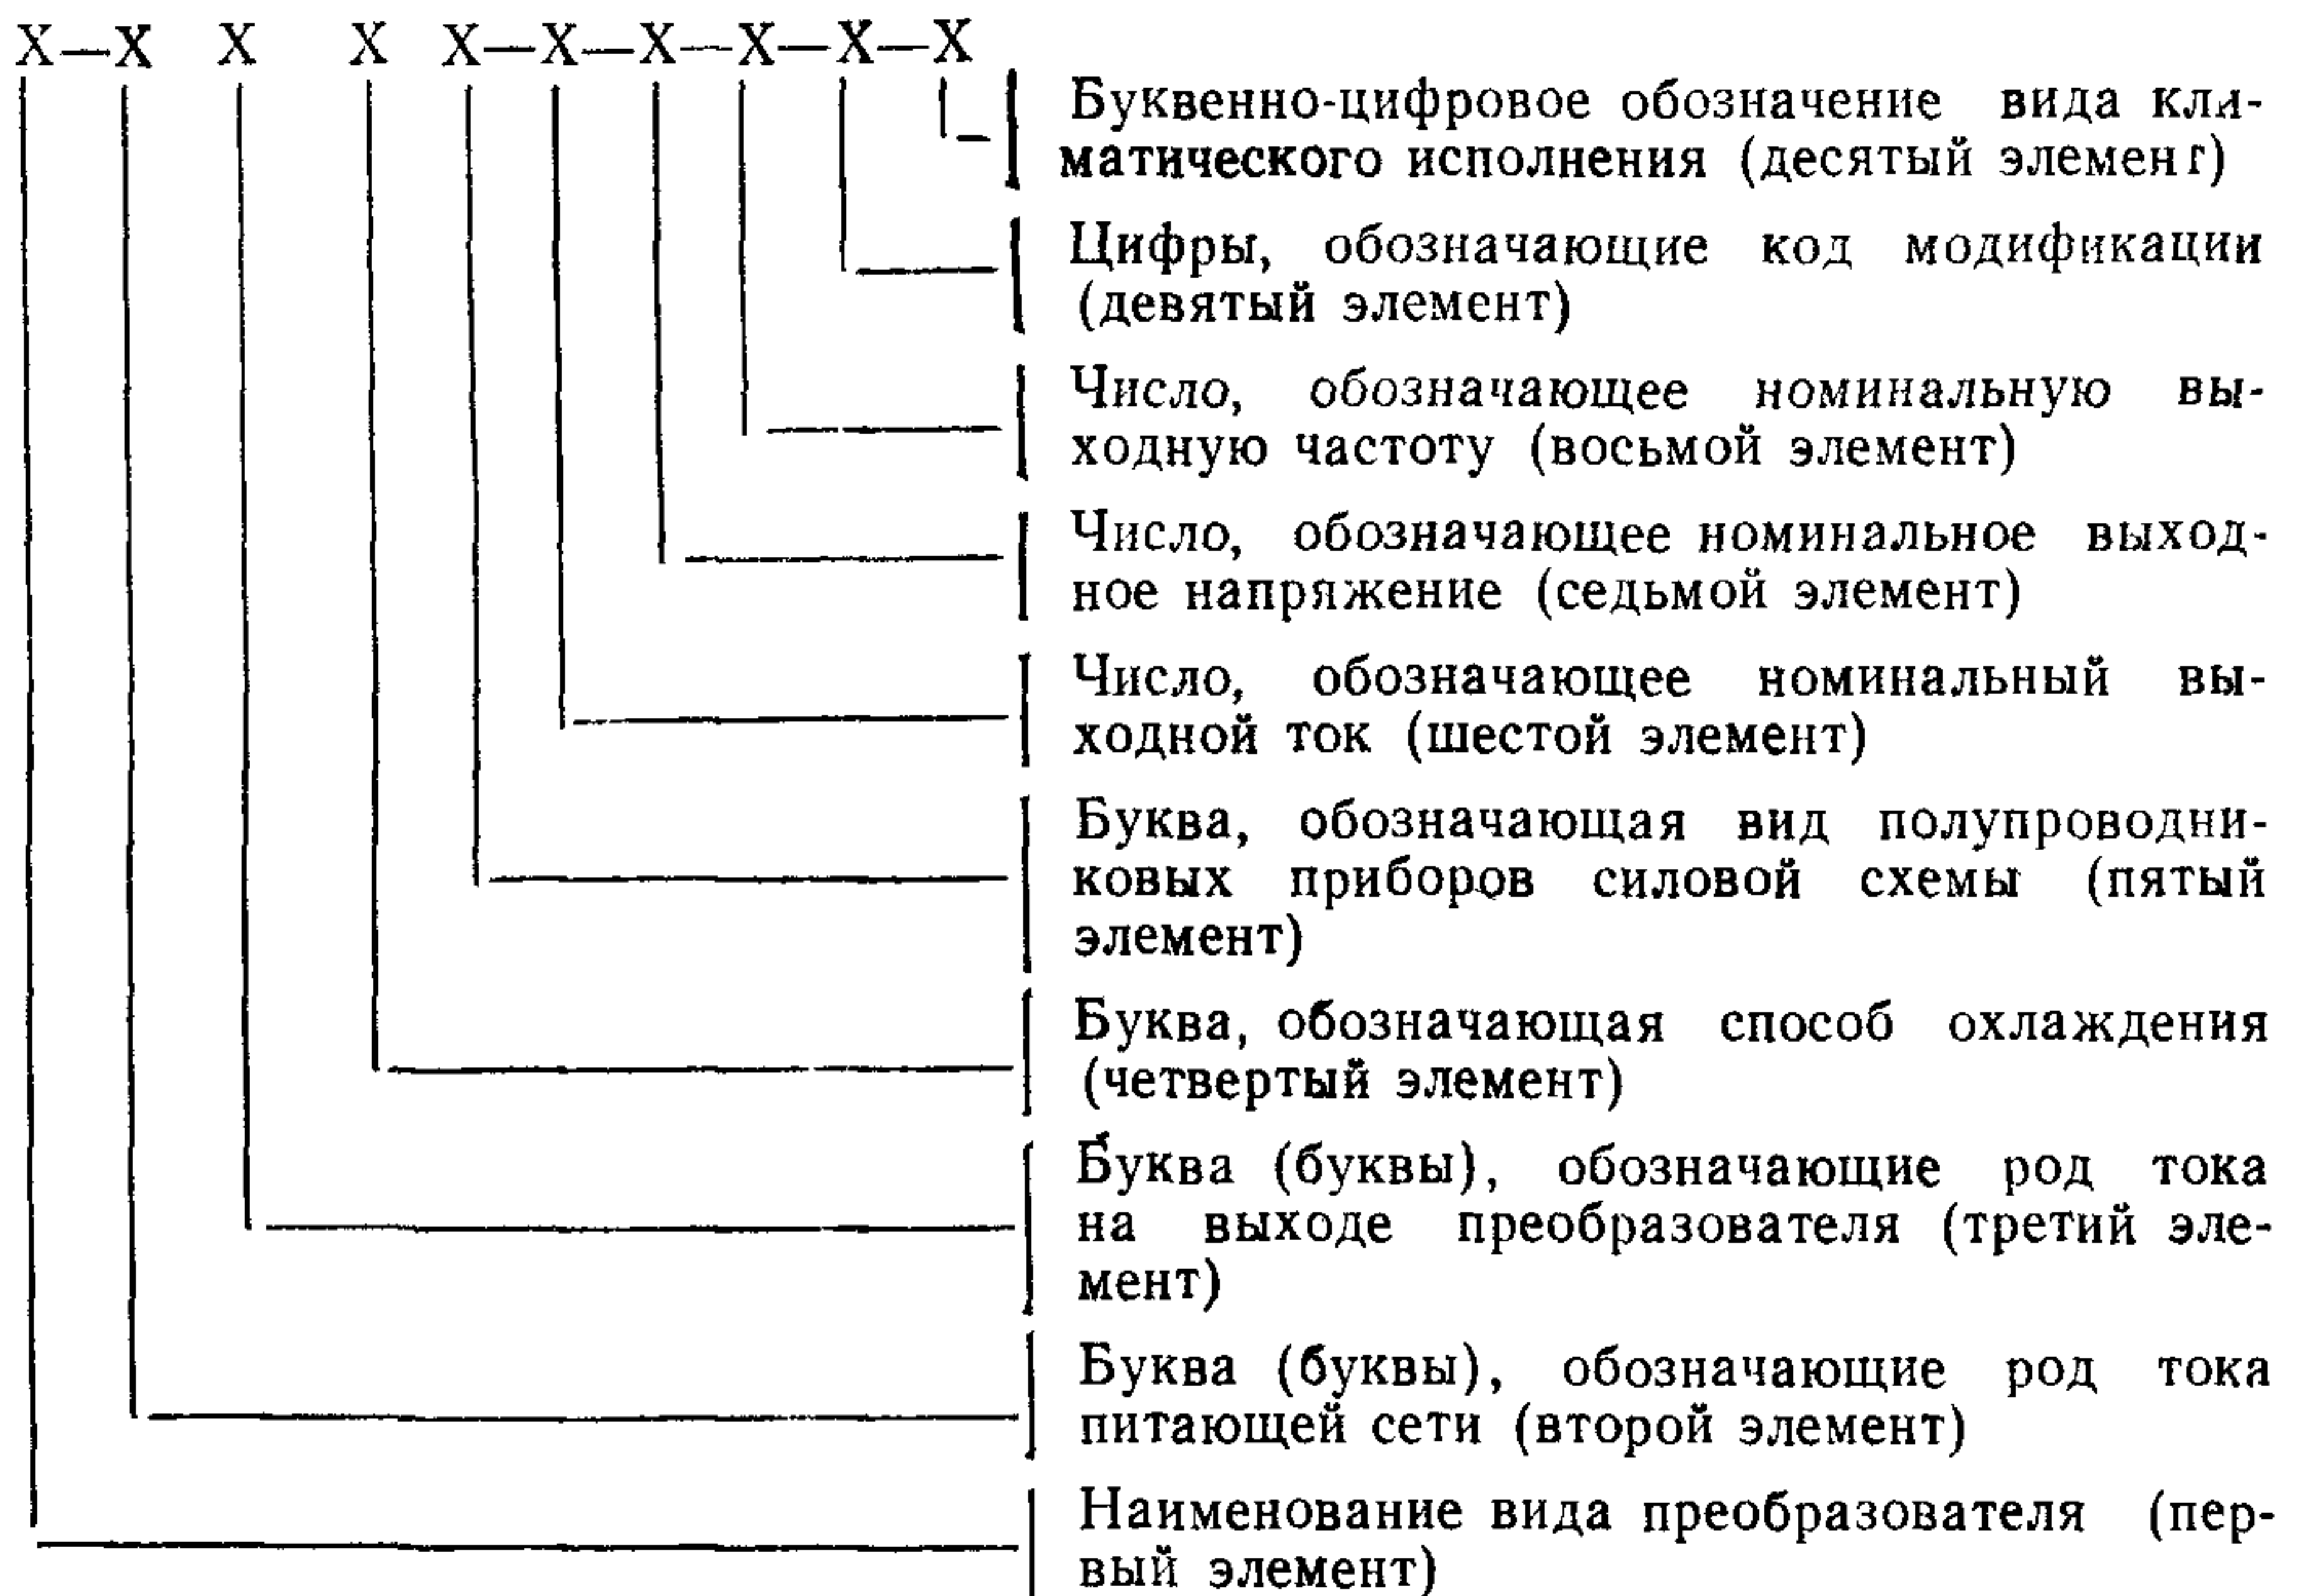 X—X X X X—X—X—X—X—X
Буквенно-цифровое обозначение вида кли-
матического исполнения (десятый элемент)
Цифры, обозначающие код модификации
(девятый элемент)
Число, обозначающее номинальную вы-
ходную частоту (восьмой элемент)
Число, обозначающее номинальное выход-
ное напряжение (седьмой элемент)
Число, обозначающее номинальный вы-
ходной ток (шестой элемент)
Буква, обозначающая вид полупроводни-
ковых приборов силовой схемы (пятый
элемент)
Буква, обозначающая способ охлаждения
(четвертый элемент)
Буква (буквы), обозначающие род тока
на выходе преобразователя (третий эле-
мент)
Буква (буквы), обозначающие род тока
питающей сети (второй элемент)
Наименование вида преобразователя (пер-
вый элемент)